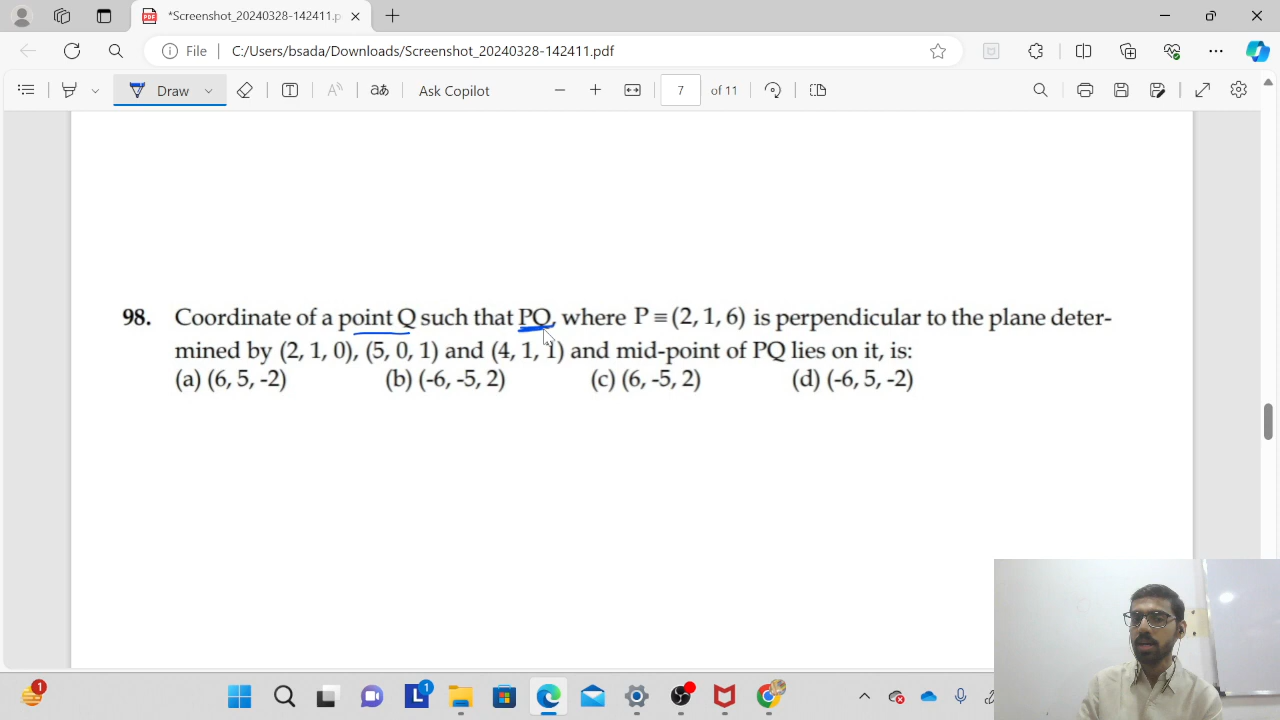 *Screenshot_20240328-142411.p
File
C:/Users/bsada/Downloads/Screenshot_20240328-142411.pdf
Draw
Ask Copilot
7 of 11
98. Coordinate of a point Q such that PQ, where P ≡ (2, 1, 6) is perpendicular to the plane deter-
mined by (2, 1, 0), (5, 0, 1) and (4, 1, 1) and mid-point of PQ lies on it, is:
(a) (6, 5, -2) (b) (-6, -5, 2) (c) (6, -5, 2) (d) (-6, 5, -2)